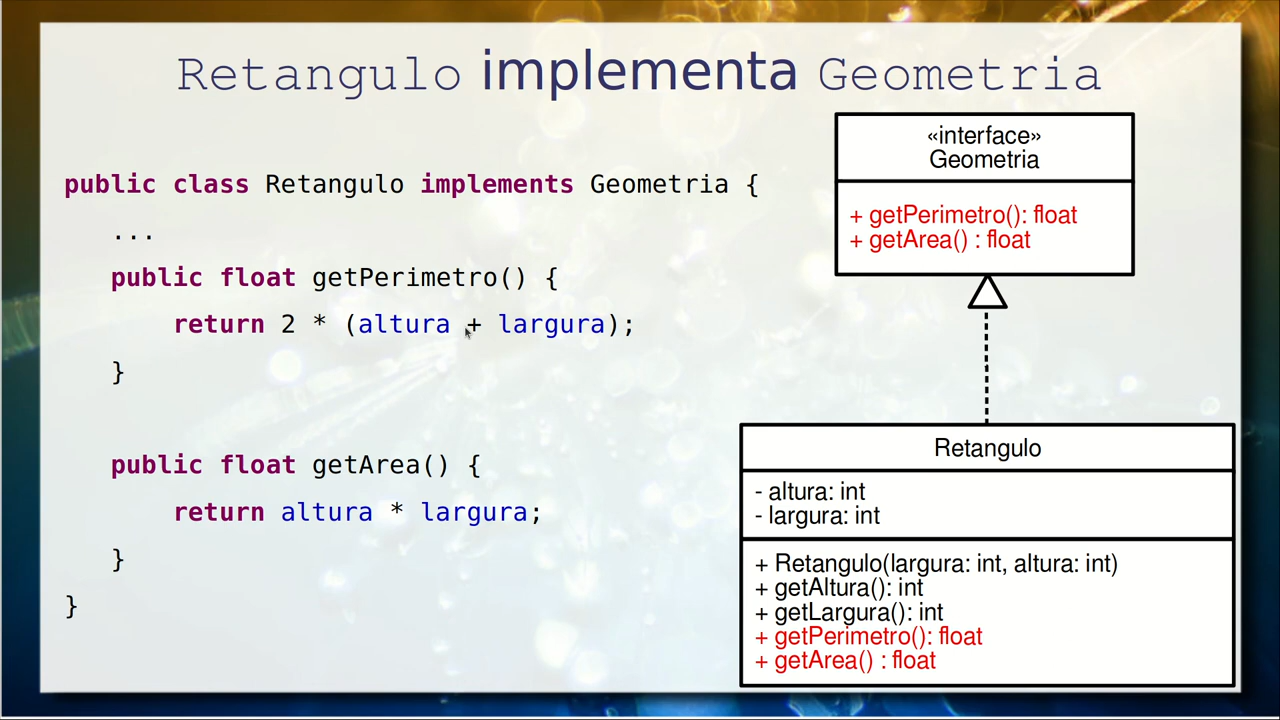 Retangulo implementa Geometria
public class Retangulo implements Geometria {
...
public float getPerimetro() {
return 2 * (altura + largura);
}
public float getArea() {
return altura * largura;
}
}
«interface»
Geometria
+ getPerimetro(): float
+ getArea() : float
Retangulo
- altura: int
- largura: int
+ Retangulo(largura: int, altura: int)
+ getAltura(): int
+ getLargura(): int
+ getPerimetro(): float
+ getArea() : float